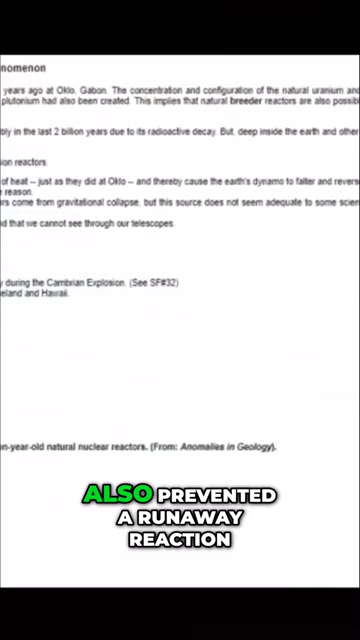 nomenon
years ago at Oklo, Gabon. The concentration and configuration of the natural uranium and
plutonium had also been created. This implies that natural breeder reactors are also possib
bly in the last 2 billion years due to its radioactive decay. But, deep inside the earth and other
ion reactors.
of heat -- just as they did at Oklo -- and thereby cause the earth's dynamo to falter and reverse
e reason.
rs come from gravitational collapse, but this source does not seem adequate to some scien
nd that we cannot see through our telescopes.
y during the Cambrian Explosion. (See SF#32)
eland and Hawaii.
on-year-old natural nuclear reactors. (From: Anomalies in Geology).
ALSO PREVENTED
A RUNAWAY
REACTION